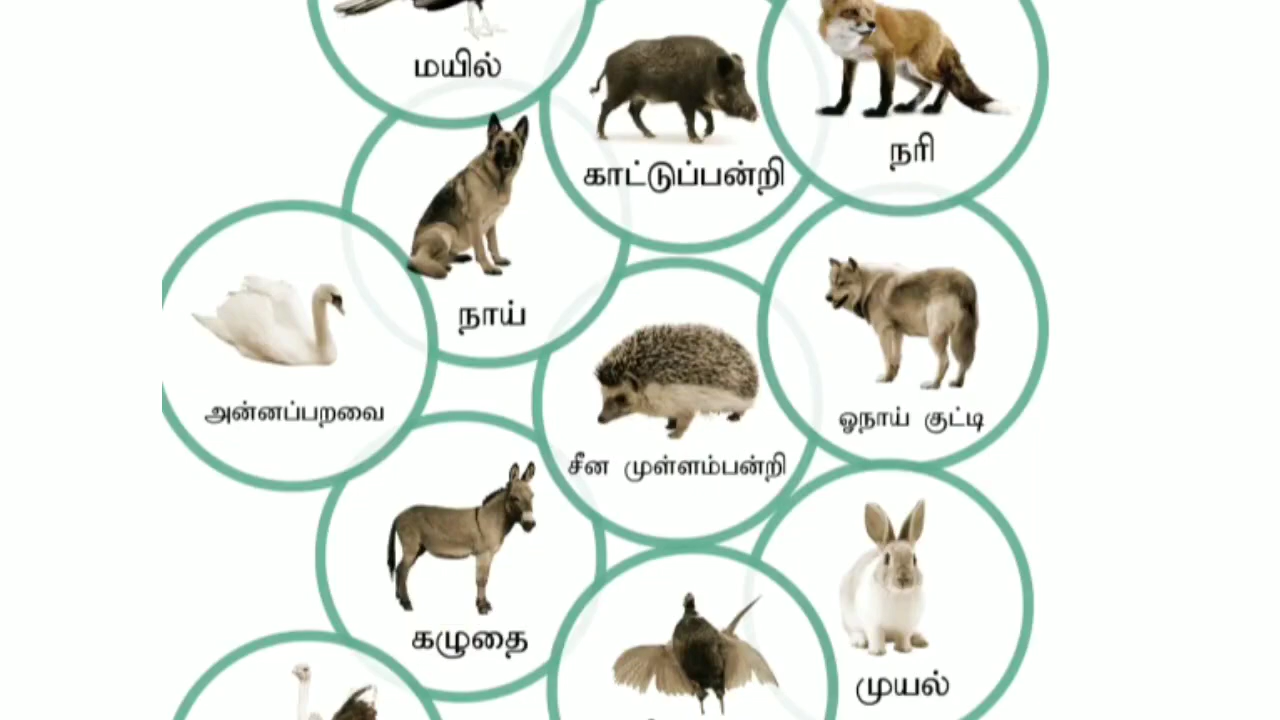 மயில்
காட்டுப்பன்றி
நரி
நாய்
அன்னப்பறவை
சீன முள்ளம்பன்றி
ஓநாய் குட்டி
கழுதை
முயல்